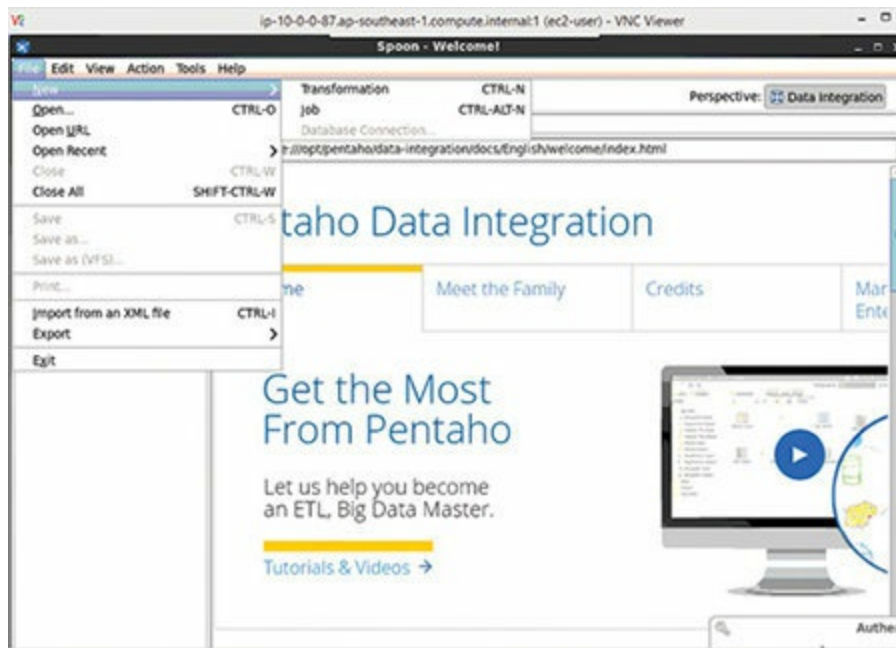 ip-10-0-0-87.ap-southeast-1.compute.internal:1 (ec2-user) - VNC Viewer
Spoon - Welcome!
File Edit View Action Tools Help
New
Transformation CTRL-N
Perspective: Data Integration
Open... CTRL-O
Job CTRL-ALT-N
Open URL
Database Connection...
Open Recent
:///opt/pentaho/data-integration/docs/English/welcome/index.html
Close CTRL-W
Close All SHIFT-CTRL-W
Save CTRL-S
Save as...
Save as (VFS)...
taho Data Integration
Print...
me
Meet the Family
Credits
Mar
Ente
Import from an XML file CTRL-I
Export
Exit
Get the Most
From Pentaho
Let us help you become
an ETL, Big Data Master.
Tutorials & Videos →
Authe